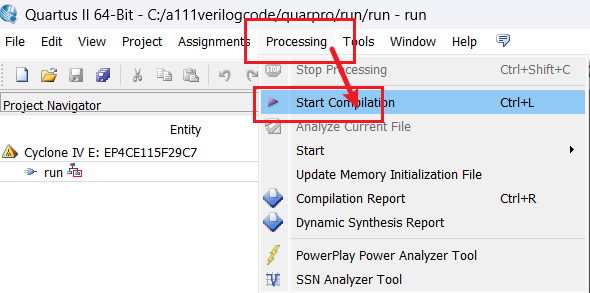 Quartus II 64-Bit - C:/a111verilogcode/quarpro/run/run - run
File Edit View Project Assignments Processing Tools Window Help
Stop Processing Ctrl+Shift+C
Project Navigator
Start Compilation Ctrl+L
Entity
Analyze Current File
Cyclone IV E: EP4CE115F29C7
Start
run
Update Memory Initialization File
Compilation Report Ctrl+R
Dynamic Synthesis Report
PowerPlay Power Analyzer Tool
SSN Analyzer Tool